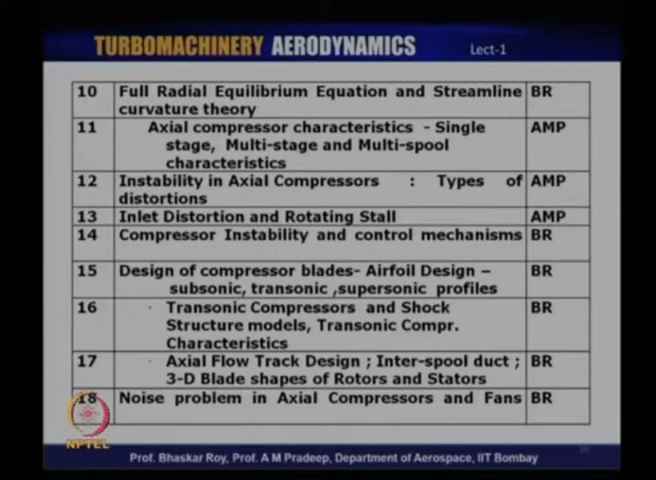 TURBOMACHINERY AERODYNAMICS Lect-1
10 Full Radial Equilibrium Equation and Streamline BR
curvature theory
11 Axial compressor characteristics - Single AMP
stage, Multi-stage and Multi-spool
characteristics
12 Instability in Axial Compressors : Types of AMP
distortions
13 Inlet Distortion and Rotating Stall AMP
14 Compressor Instability and control mechanisms BR
15 Design of compressor blades- Airfoil Design – BR
subsonic, transonic ,supersonic profiles
16 · Transonic Compressors and Shock BR
Structure models, Transonic Compr.
Characteristics
17 · Axial Flow Track Design ; Inter-spool duct ; BR
3-D Blade shapes of Rotors and Stators
18 Noise problem in Axial Compressors and Fans BR
NPTEL
Prof. Bhaskar Roy, Prof. A M Pradeep, Department of Aerospace, IIT Bombay